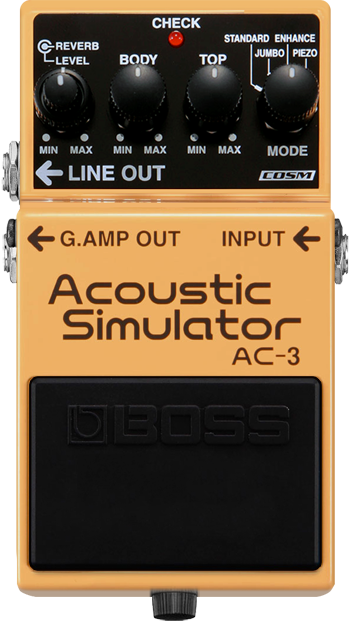 CHECK
REVERB
LEVEL
BODY
TOP
STANDARD
ENHANCE
JUMBO
PIEZO
MIN
MAX
MIN
MAX
MIN
MAX
MODE
LINE OUT
COSM
G.AMP OUT
INPUT
Acoustic
Simulator
AC-3
BOSS